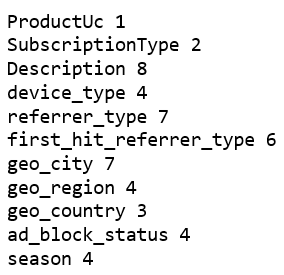 ProductUc 1
SubscriptionType 2
Description 8
device_type 4
referrer_type 7
first_hit_referrer_type 6
geo_city 7
geo_region 4
geo_country 3
ad_block_status 4
season 4